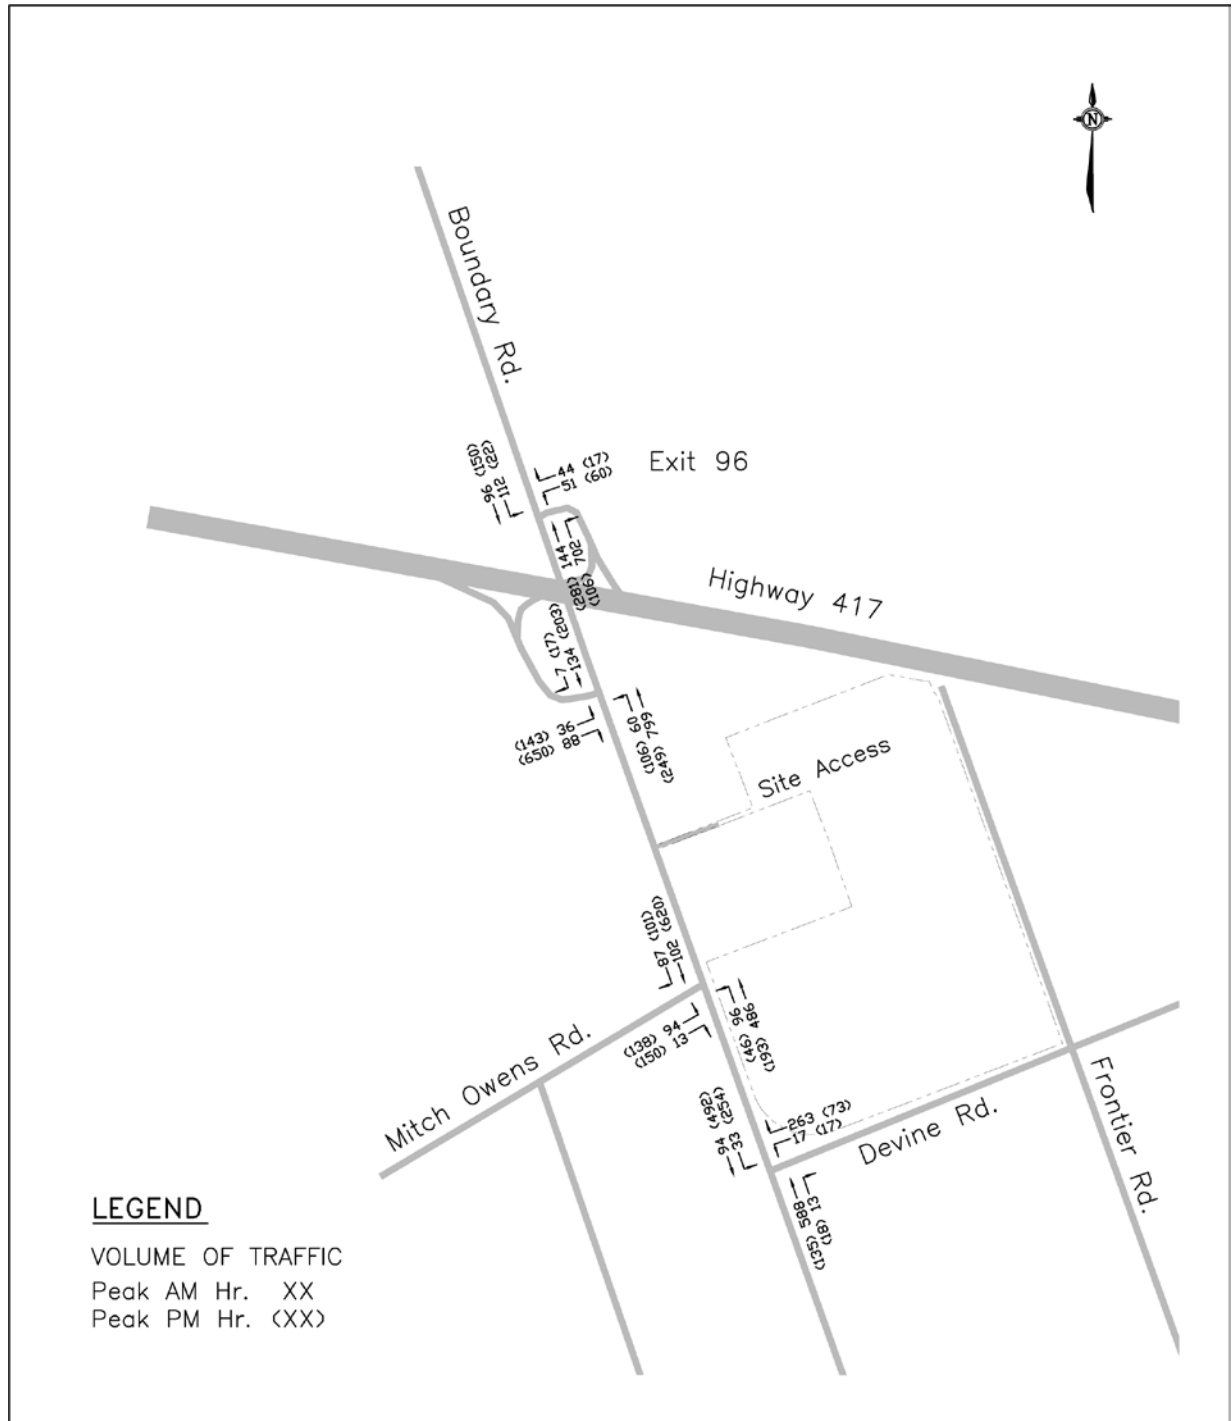 N
Boundary Rd.
96 (150)
112 (22)
44 (17)
51 (60)
Exit 96
(281) 144
(106) 702
Highway 417
7 (17)
134 (203)
(143) 36
(650) 88
(106) 60
(249) 799
Site Access
87 (101)
102 (620)
(138) 94
(150) 13
(46) 96
(193) 486
Mitch Owens Rd.
94 (492)
33 (254)
263 (73)
17 (17)
Devine Rd.
Frontier Rd.
(135) 588
(18) 13
LEGEND
VOLUME OF TRAFFIC
Peak AM Hr. XX
Peak PM Hr. (XX)